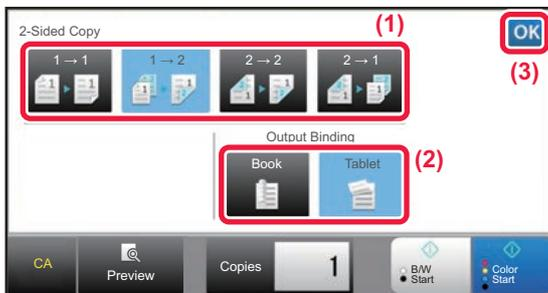 2-Sided Copy
(1)
OK
(3)
1 → 1
1 → 2
2 → 2
2 → 1
Output Binding
(2)
Book
Tablet
CA
Preview
Copies
1
B/W
Start
Color
Start